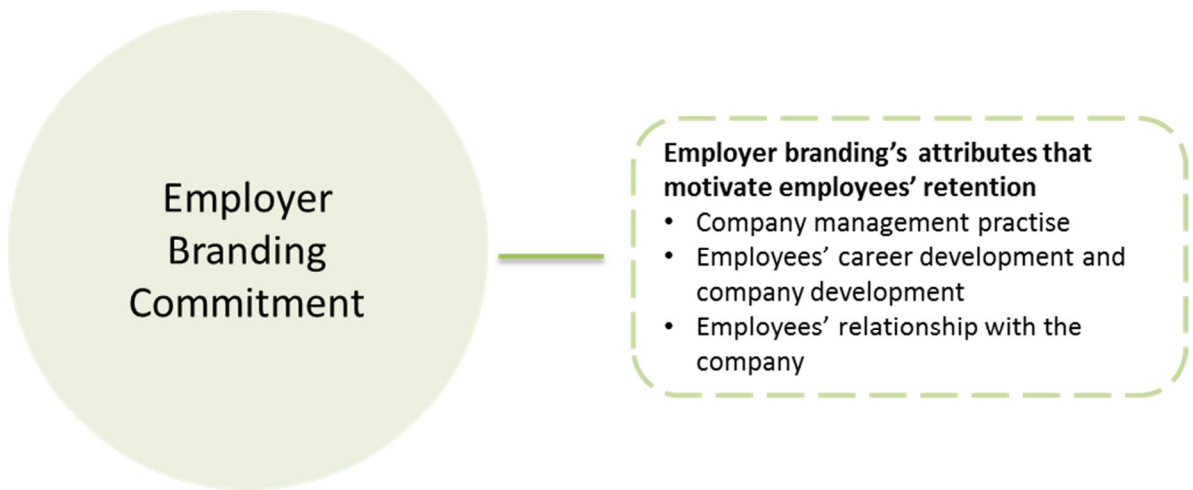 Employer
Branding
Commitment
Employer branding’s attributes that
motivate employees’ retention
• Company management practise
• Employees’ career development and
company development
• Employees’ relationship with the
company